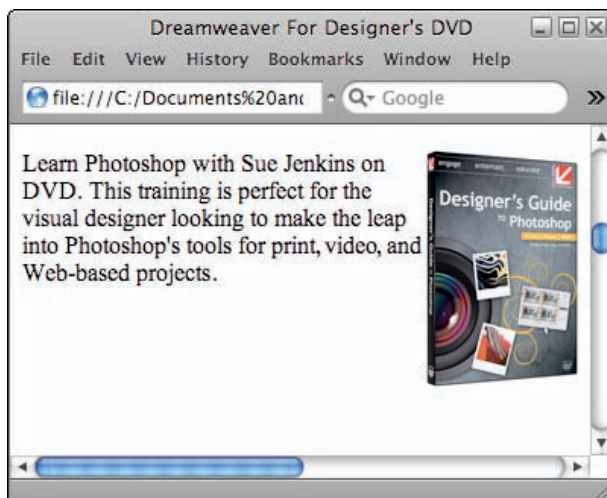 Dreamweaver For Designer's DVD
File Edit View History Bookmarks Window Help
file:///C:/Documents%20anc
Google
Learn Photoshop with Sue Jenkins on
DVD. This training is perfect for the
visual designer looking to make the leap
into Photoshop's tools for print, video, and
Web-based projects.
engage
Designer's Guide
TO Photoshop